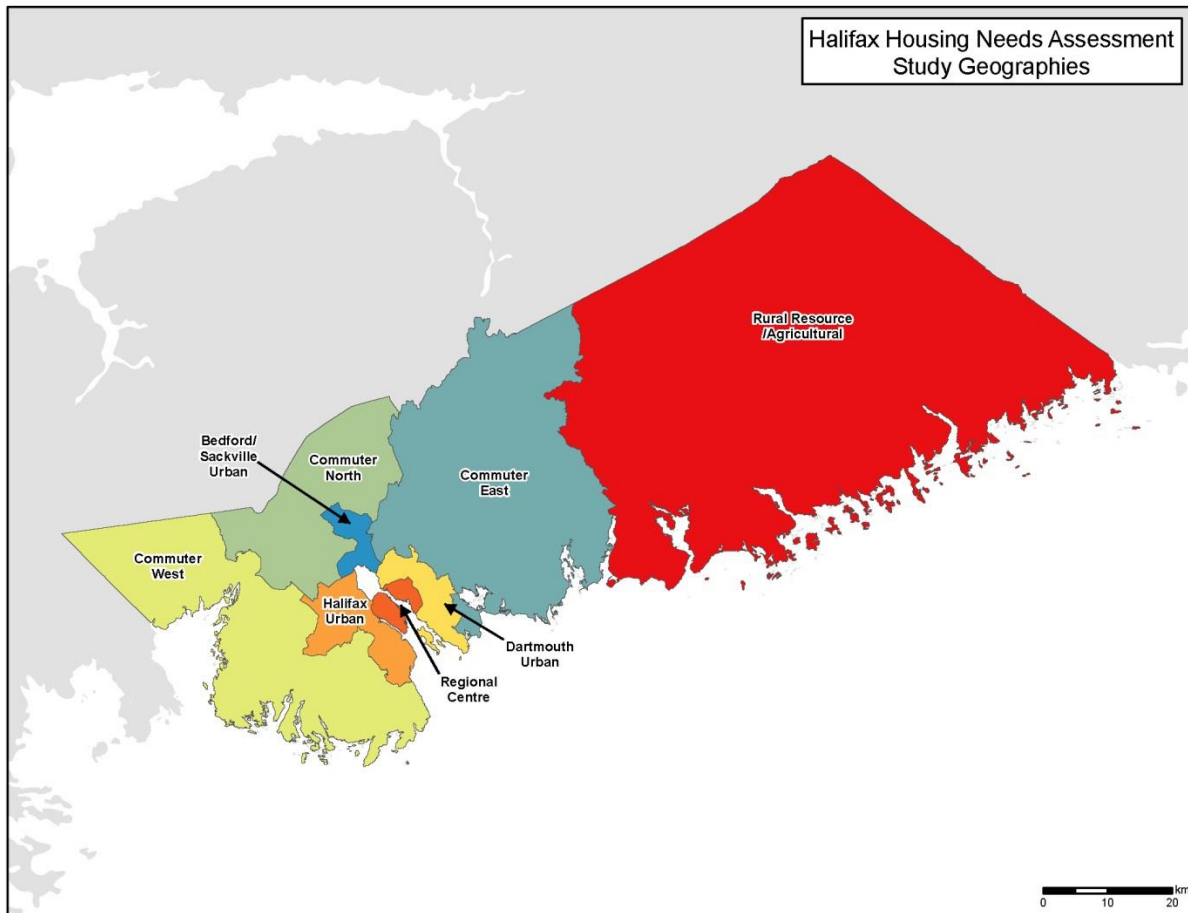 Halifax Housing Needs Assessment
Study Geographies
Rural Resource
/Agricultural
Bedford/
Sackville
Urban
Commuter
North
Commuter
East
Commuter
West
Halifax
Urban
Dartmouth
Urban
Regional
Centre
km
0 10 20